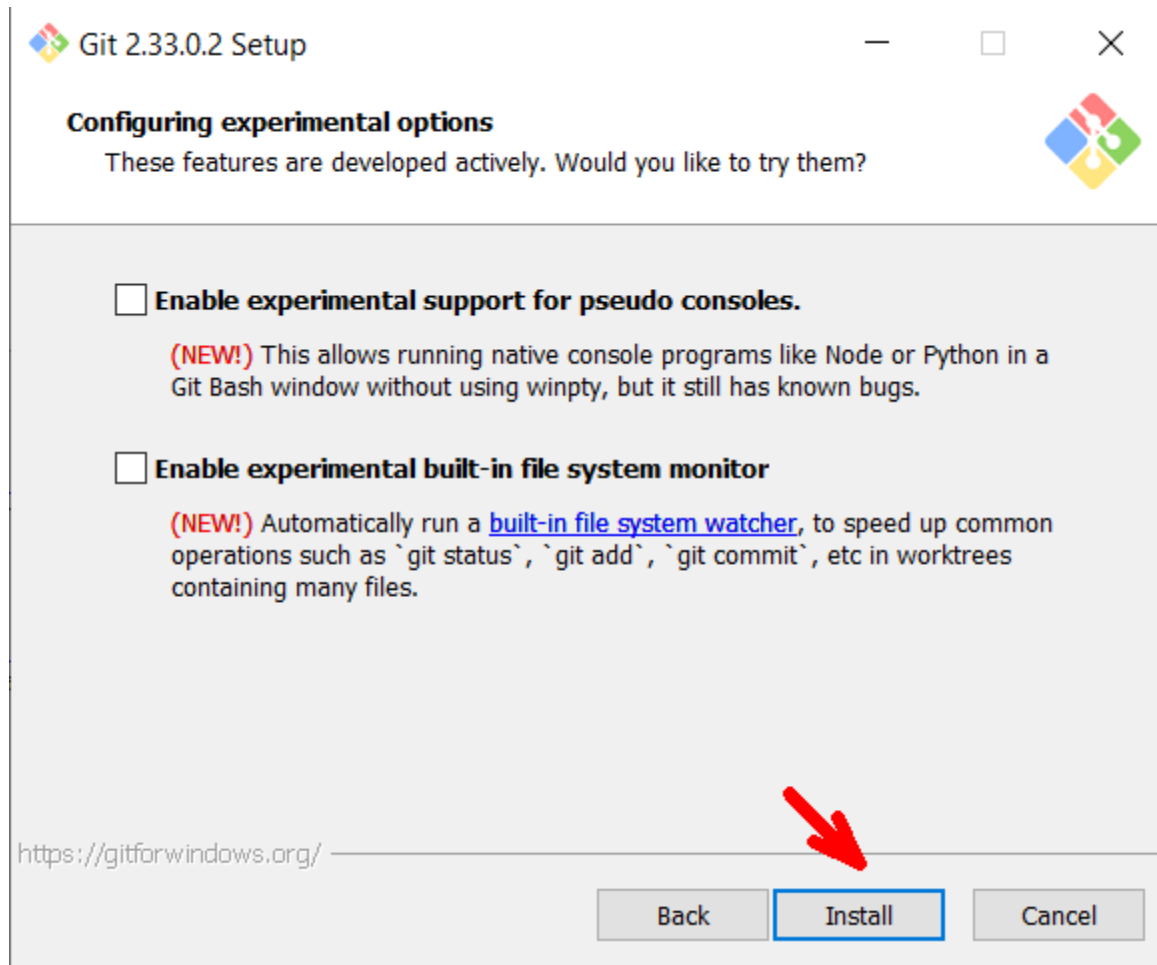 Git 2.33.0.2 Setup
Configuring experimental options
These features are developed actively. Would you like to try them?
Enable experimental support for pseudo consoles.
(NEW!) This allows running native console programs like Node or Python in a
Git Bash window without using winpty, but it still has known bugs.
Enable experimental built-in file system monitor
(NEW!) Automatically run a built-in file system watcher, to speed up common
operations such as `git status`, `git add`, `git commit`, etc in worktrees
containing many files.
https://gitforwindows.org/
Back Install Cancel